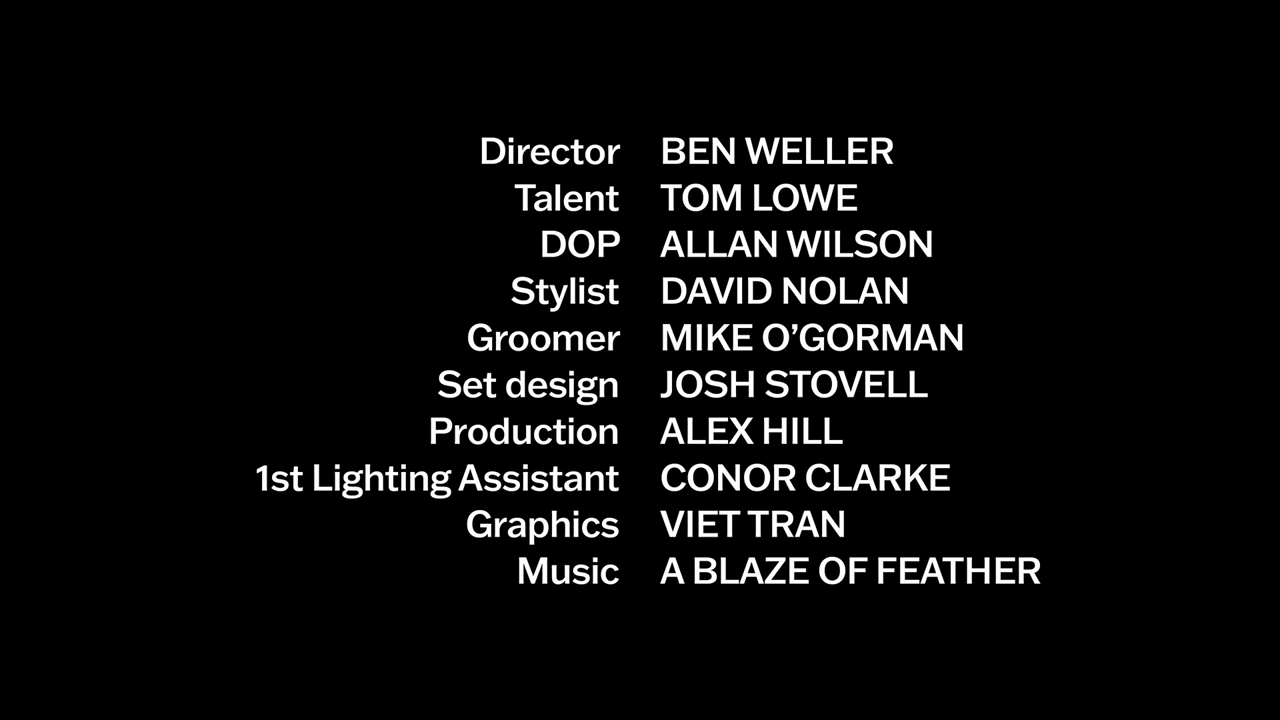 Director BEN WELLER
Talent TOM LOWE
DOP ALLAN WILSON
Stylist DAVID NOLAN
Groomer MIKE O’GORMAN
Set design JOSH STOVELL
Production ALEX HILL
1st Lighting Assistant CONOR CLARKE
Graphics VIET TRAN
Music A BLAZE OF FEATHER